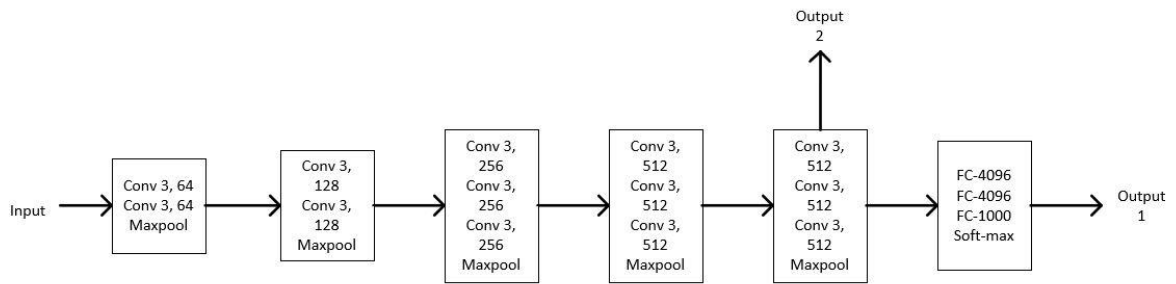 Output
2
Input
Conv 3, 64
Conv 3, 64
Maxpool
Conv 3,
128
Conv 3,
128
Maxpool
Conv 3,
256
Conv 3,
256
Conv 3,
256
Maxpool
Conv 3,
512
Conv 3,
512
Conv 3,
512
Maxpool
Conv 3,
512
Conv 3,
512
Conv 3,
512
Maxpool
FC-4096
FC-4096
FC-1000
Soft-max
Output
1